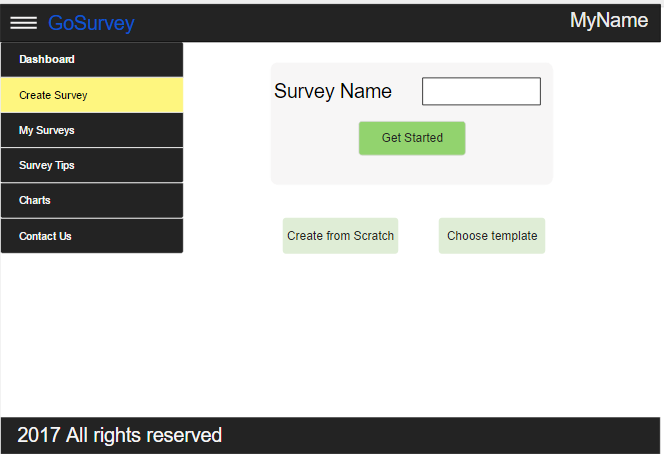 GoSurvey
MyName
Dashboard
Create Survey
My Surveys
Survey Tips
Charts
Contact Us
Survey Name
Get Started
Create from Scratch
Choose template
2017 All rights reserved